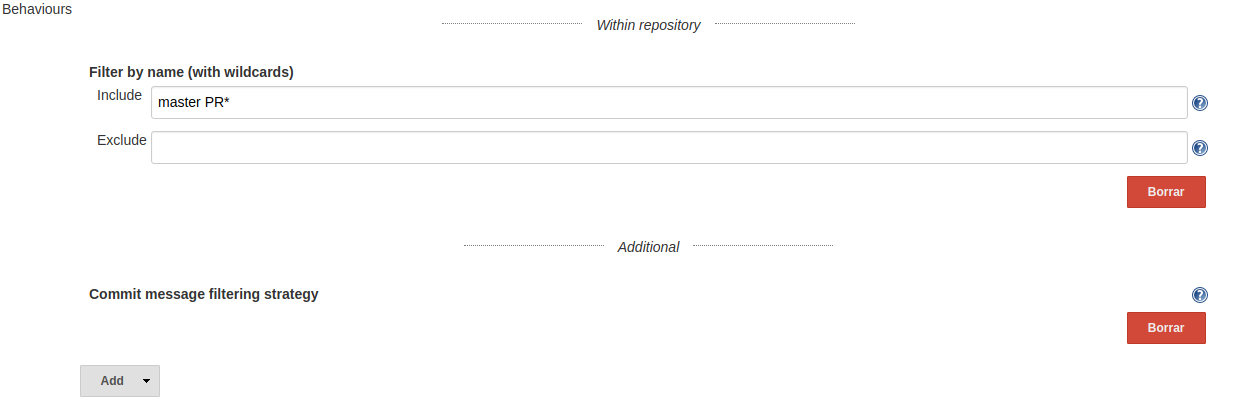 Behaviours
Within repository
Filter by name (with wildcards)
Include
master PR*
Exclude
Borrar
Additional
Commit message filtering strategy
Borrar
Add